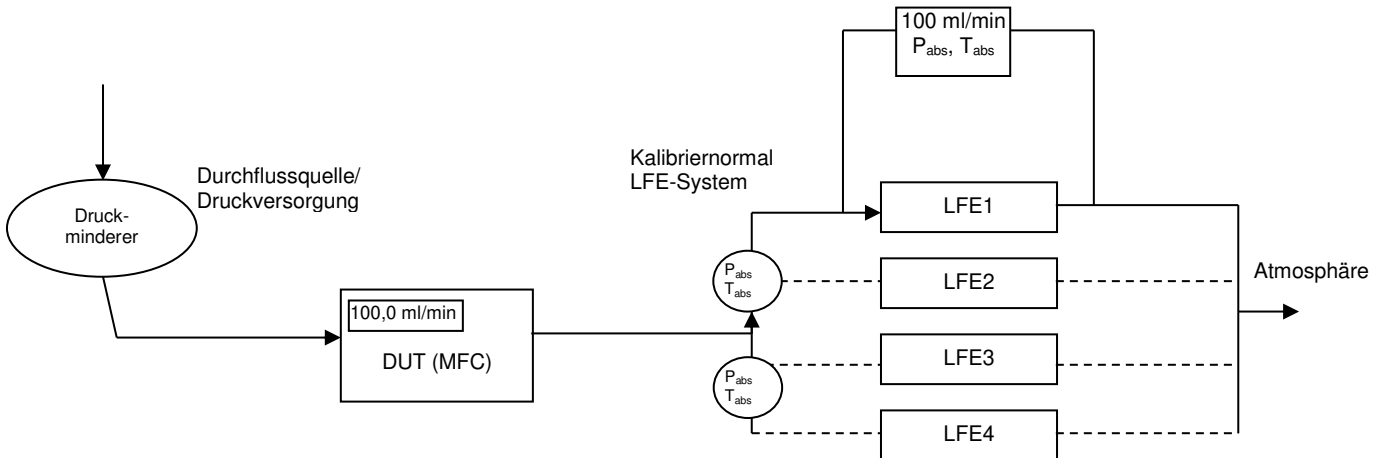 100 ml/min
Pabs, Tabs
Durchflussquelle/
Druckversorgung
Druck-
minderer
Kalibriernormal
LFE-System
LFE1
Pabs
Tabs
LFE2
Atmosphäre
100,0 ml/min
DUT (MFC)
LFE3
Pabs
Tabs
LFE4